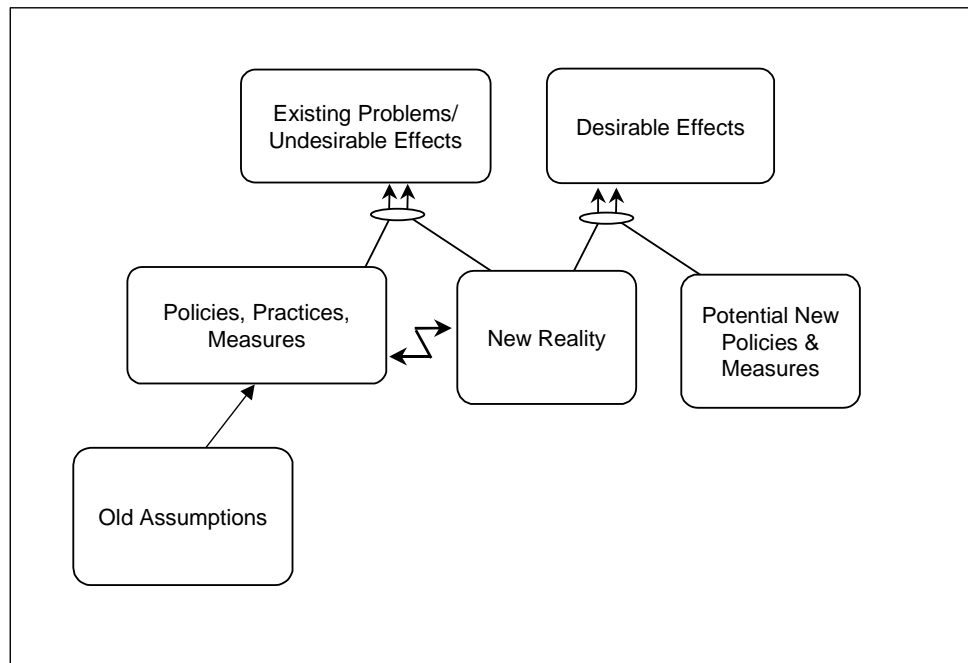 Existing Problems/
Undesirable Effects
Desirable Effects
Policies, Practices,
Measures
New Reality
Potential New
Policies &
Measures
Old Assumptions